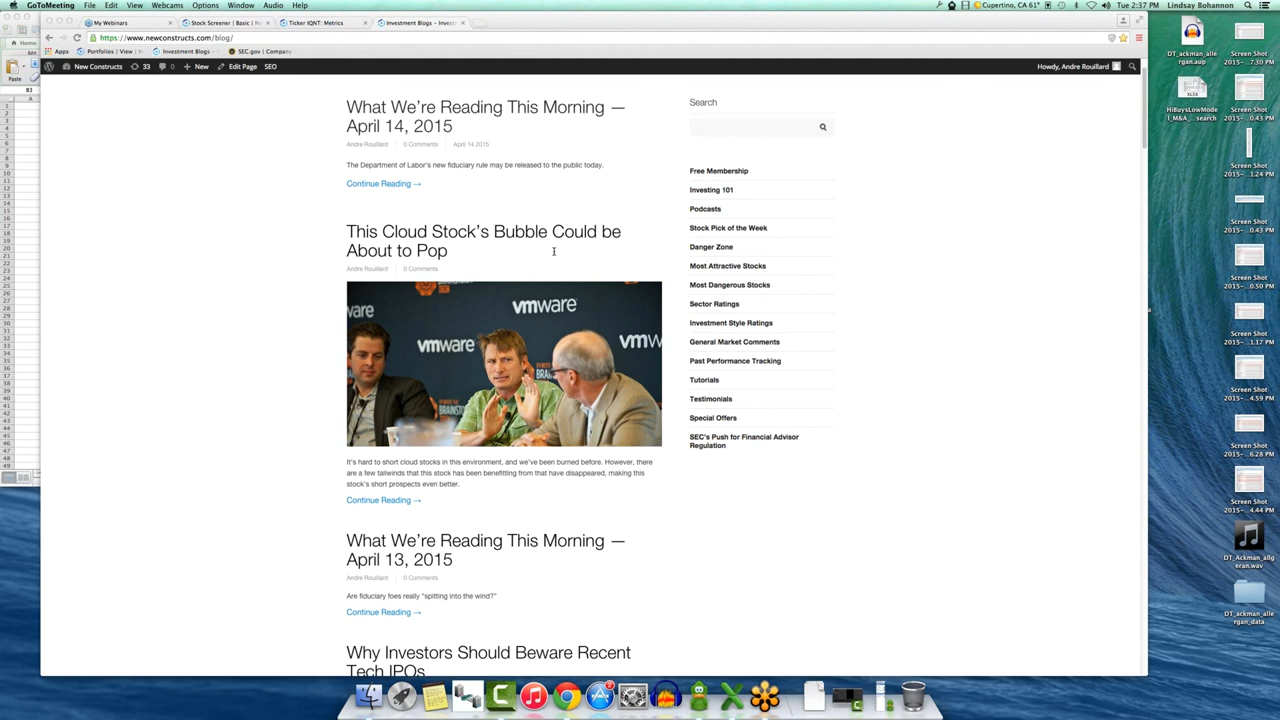 GoToMeeting File Edit View Webcams Options Window Audio Help
Cupertino, CA 61° Tue 2:37 PM Lindsay Bohannon
My Webinars
Stock Screener | Basic | Ne
Ticker IQNT: Metrics
Investment Blogs – Invest
https://www.newconstructs.com/blog/
Apps Portfolios | View | New C Investment Blogs – SEC.gov | Company
New Constructs 33 0 New Edit Page SEO
Howdy, Andre Rouillard
Home
Paste
B3
A
What We're Reading This Morning —
April 14, 2015
Andre Rouillard 0 Comments April 14 2015
The Department of Labor's new fiduciary rule may be released to the public today.
Continue Reading →
This Cloud Stock's Bubble Could be
About to Pop
Andre Rouillard 0 Comments
vmware
vmware
vmware
It's hard to short cloud stocks in this environment, and we've been burned before. However, there
are a few tailwinds that this stock has been benefitting from that have disappeared, making this
stock's short prospects even better.
Continue Reading →
What We're Reading This Morning —
April 13, 2015
Andre Rouillard 0 Comments
Are fiduciary foes really "spitting into the wind?"
Continue Reading →
Why Investors Should Beware Recent
Tech IPOs
Search
Free Membership
Investing 101
Podcasts
Stock Pick of the Week
Danger Zone
Most Attractive Stocks
Most Dangerous Stocks
Sector Ratings
Investment Style Ratings
General Market Comments
Past Performance Tracking
Tutorials
Testimonials
Special Offers
SEC's Push for Financial Advisor
Regulation
DT_ackman_alle
rgan.aup
HiBuysLowMode
l_M&A_...search
Screen Shot
2015-...7.30 PM
Screen Shot
2015-...0.43 PM
Screen Shot
2015-...1.24 PM
Screen Shot
2015-...0.43 PM
Screen Shot
2015-...0.50 PM
Screen Shot
2015-...1.17 PM
Screen Shot
2015-...4.59 PM
Screen Shot
2015-...6.28 PM
Screen Shot
2015-...4.44 PM
DT_Ackman_all
geran.wav
DT_ackman_alle
rgan_data